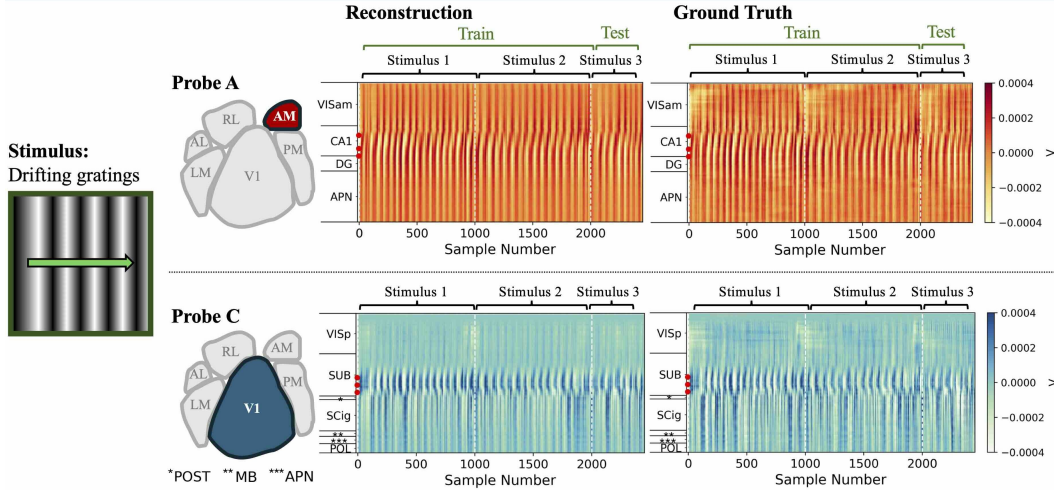 Reconstruction
Ground Truth
Train
Test
Train
Test
Stimulus 1
Stimulus 2
Stimulus 3
Stimulus 1
Stimulus 2
Stimulus 3
Probe A
RL
AM
AL
PM
LM
V1
VISam
CA1
DG
APN
0
500
1000
1500
2000
Sample Number
VISam
CA1
DG
APN
0
500
1000
1500
2000
Sample Number
0.0004
0.0002
0.0000
−0.0002
−0.0004
V
Stimulus:
Drifting gratings
Stimulus 1
Stimulus 2
Stimulus 3
Stimulus 1
Stimulus 2
Stimulus 3
Probe C
RL
AM
AL
PM
LM
V1
*POST **MB ***APN
VISp
SUB
*
SCig
**
***
POL
0
500
1000
1500
2000
Sample Number
VISp
SUB
*
SCig
**
***
POL
0
500
1000
1500
2000
Sample Number
0.0004
0.0002
0.0000
−0.0002
−0.0004
V